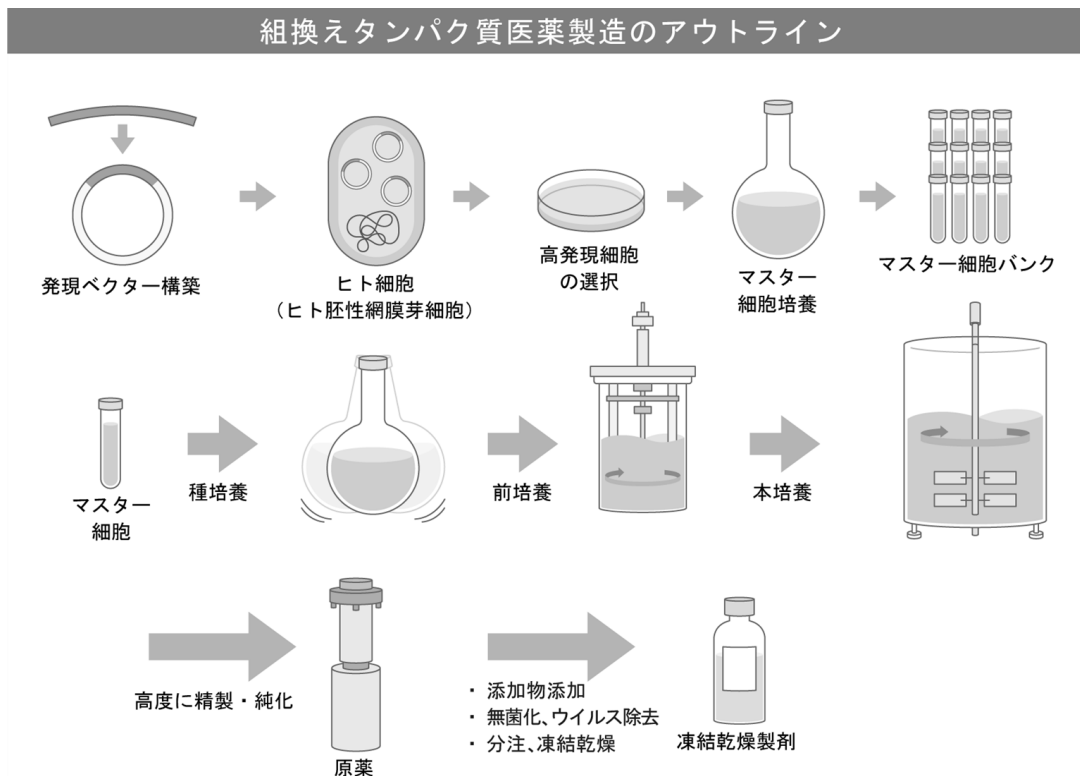 組換えタンパク質医薬製造のアウトライン
発現ベクター構築
ヒト細胞
（ヒト胚性網膜芽細胞）
高発現細胞
の選択
マスター
細胞培養
マスター細胞バンク
マスター
細胞
種培養
前培養
本培養
高度に精製・純化
原薬
・ 添加物添加
・ 無菌化、ウイルス除去
・ 分注、凍結乾燥
凍結乾燥製剤